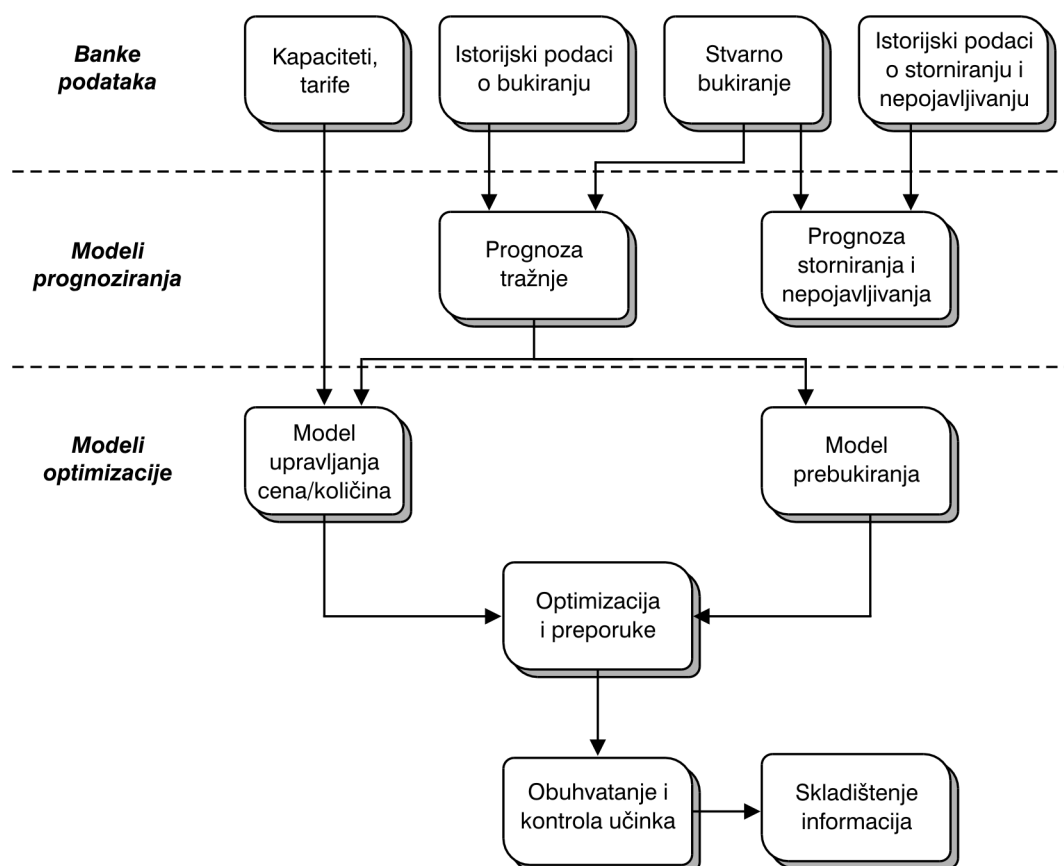 Banke
podataka
Kapaciteti,
tarife
Istorijski podaci
o bukiranju
Stvarno
bukiranje
Istorijski podaci
o storniranju i
nepojavljivanju
Modeli
prognoziranja
Prognoza
tražnje
Prognoza
storniranja i
nepojavljivanja
Modeli
optimizacije
Model
upravljanja
cena/količina
Model
prebukiranja
Optimizacija
i preporuke
Obuhvatanje i
kontrola učinka
Skladištenje
informacija